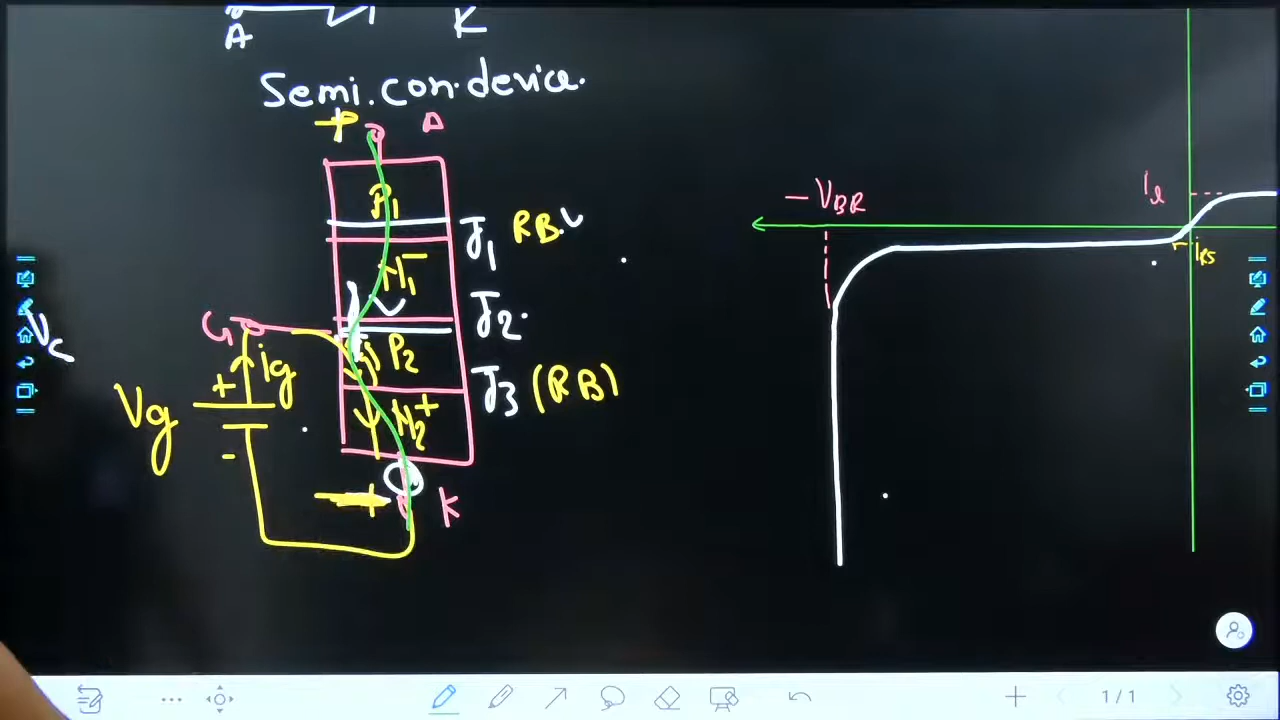 A K
Semi.con.device.
+P A
P1
J1 RB
N1-
G J2.
ig P2
J3 (RB)
Vg + -
N2+
K
Vc
-VBR
Il
iRS
1/1